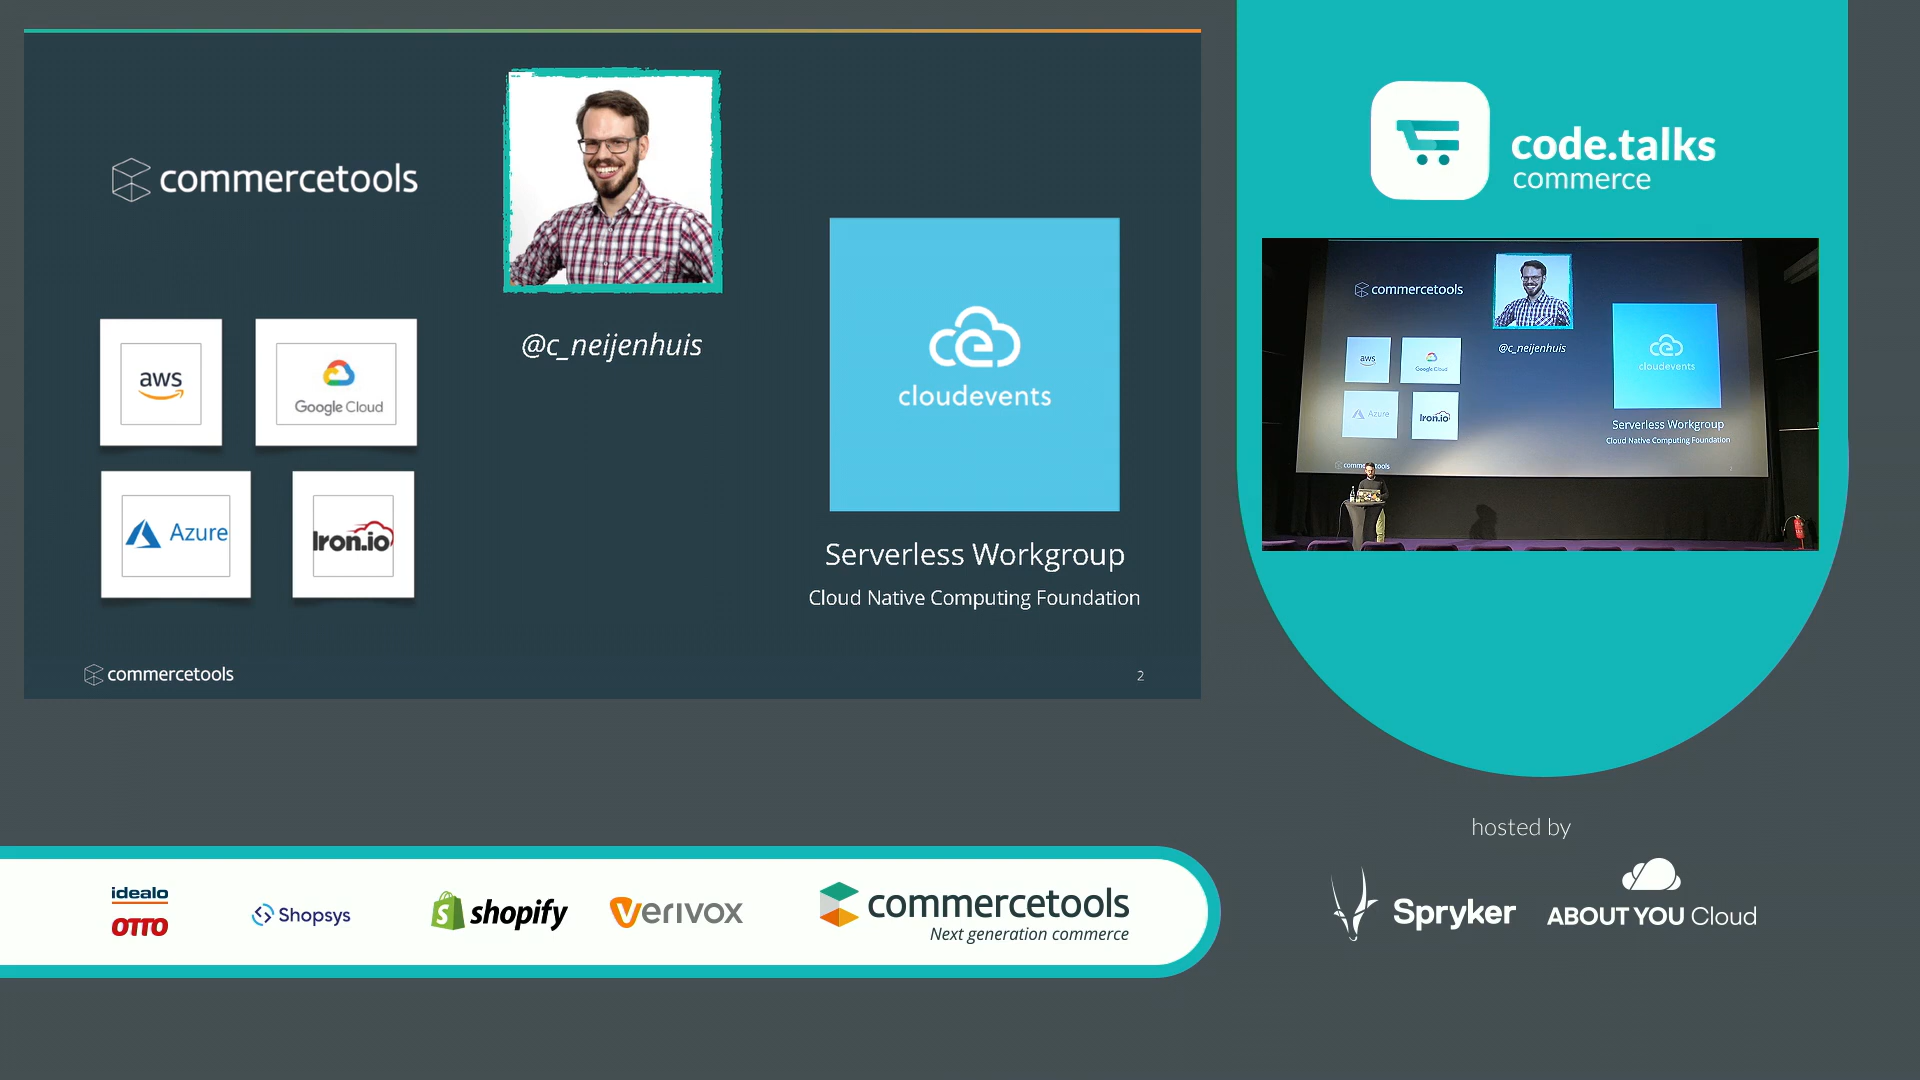 commercetools
@c_neijenhuis
aws
Google Cloud
Azure
Iron.io
cloudevents
Serverless Workgroup
Cloud Native Computing Foundation
commercetools
2
code.talks
commerce
commercetools
@c_neijenhuis
aws
Google Cloud
Azure
Iron.io
cloudevents
Serverless Workgroup
Cloud Native Computing Foundation
hosted by
Spryker
ABOUT YOU Cloud
idealo
OTTO
Shopsys
shopify
Verivox
commercetools
Next generation commerce